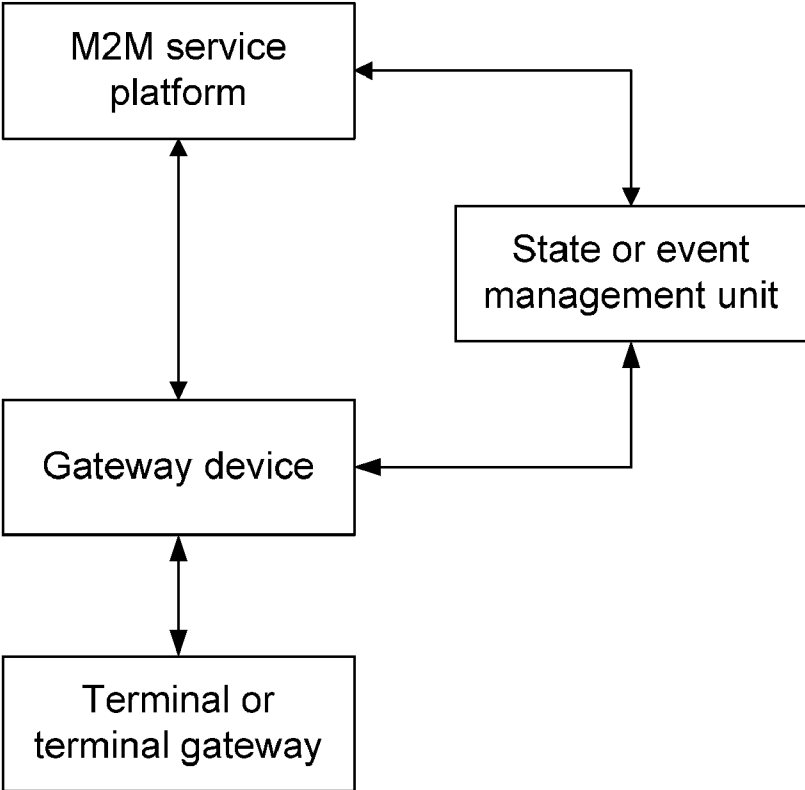 M2M service
platform
State or event
management unit
Gateway device
Terminal or
terminal gateway